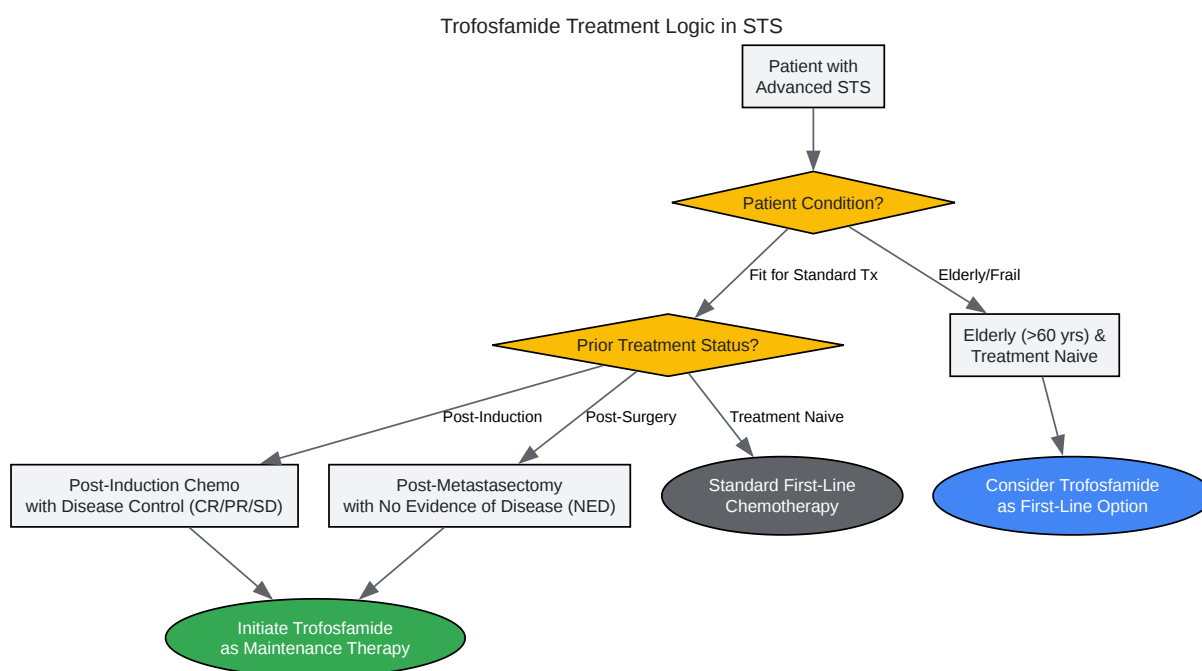 Trofosfamide Treatment Logic in STS
Patient with
Advanced STS
Patient Condition?
Fit for Standard Tx
Elderly/Frail
Prior Treatment Status?
Elderly (>60 yrs) &
Treatment Naive
Post-Induction
Post-Surgery
Treatment Naive
Post-Induction Chemo
with Disease Control (CR/PR/SD)
Post-Metastasectomy
with No Evidence of Disease (NED)
Standard First-Line
Chemotherapy
Consider Trofosfamide
as First-Line Option
Initiate Trofosfamide
as Maintenance Therapy